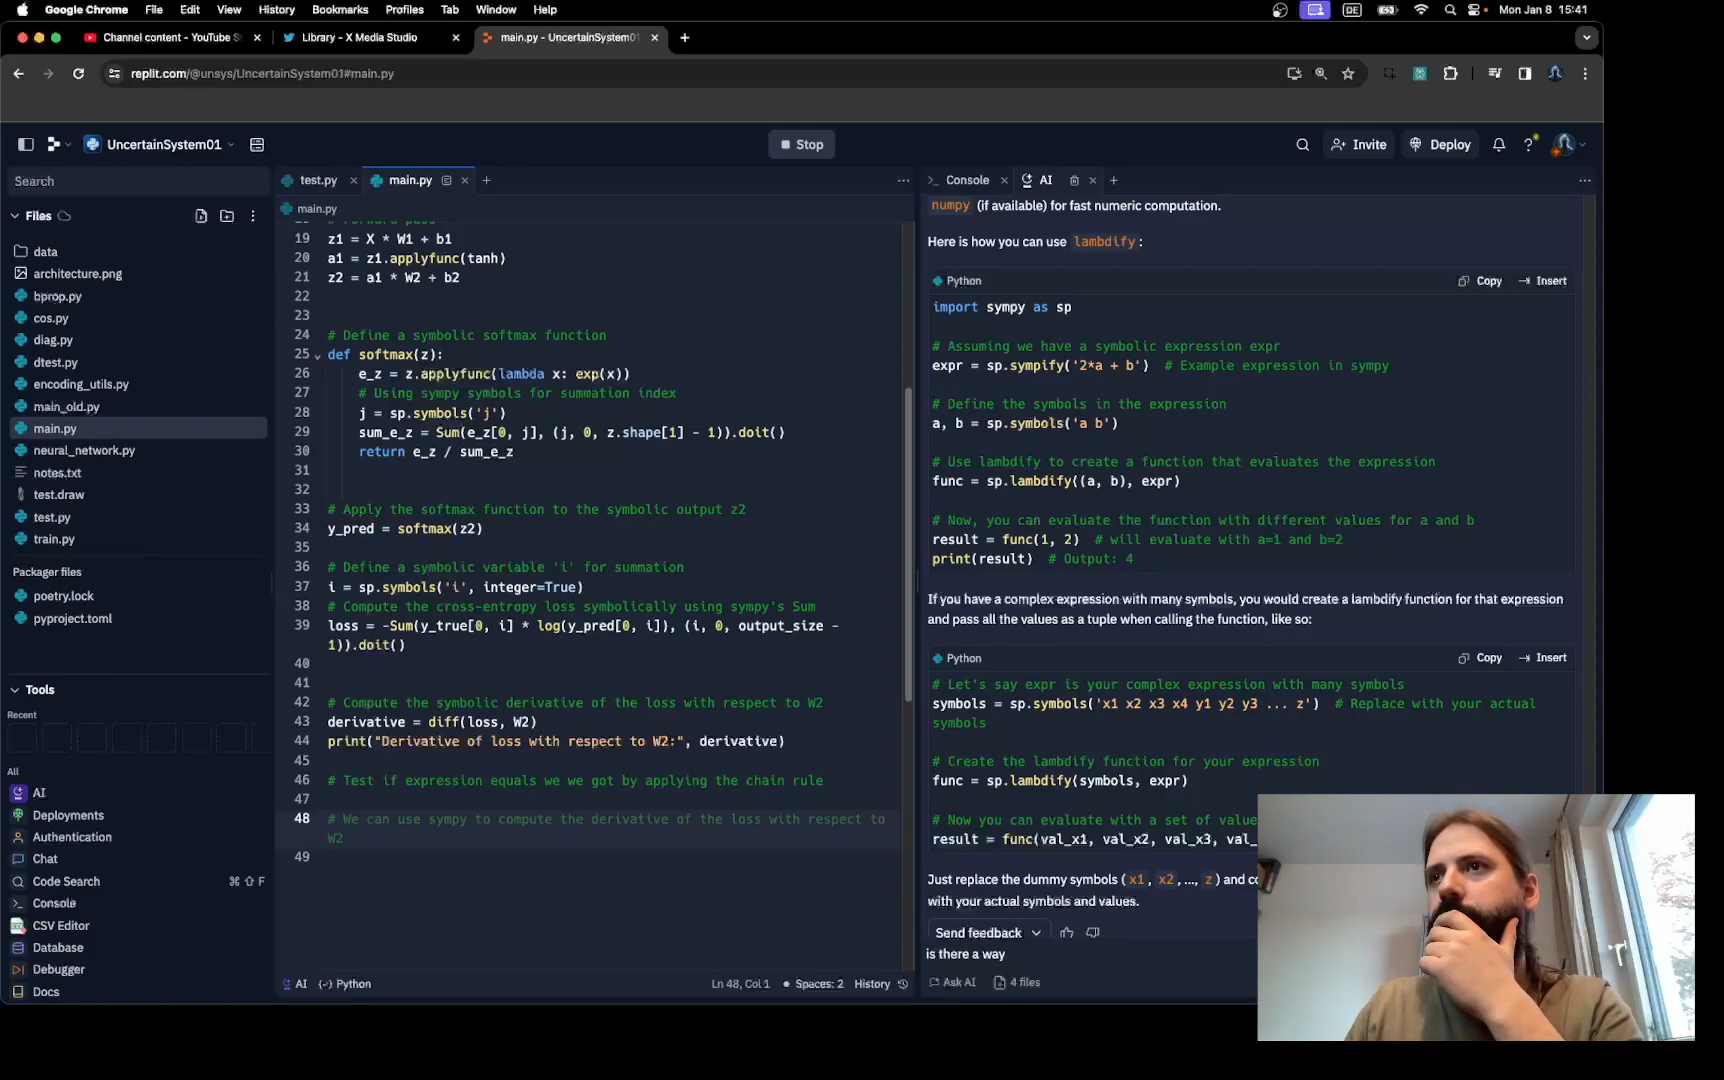 Google Chrome File Edit View History Bookmarks Profiles Tab Window Help Mon Jan 8 15:41
Channel content - YouTube S Library - X Media Studio main.py - UncertainSystem01
replit.com/@unsys/UncertainSystem01#main.py
UncertainSystem01 Stop Invite Deploy
Search
Files
data
architecture.png
bprop.py
cos.py
diag.py
dtest.py
encoding_utils.py
main_old.py
main.py
neural_network.py
notes.txt
test.draw
test.py
train.py
Packager files
poetry.lock
pyproject.toml
Tools
Recent
All
AI
Deployments
Authentication
Chat
Code Search ⌘ ⇧ F
Console
CSV Editor
Database
Debugger
Docs
test.py main.py
main.py
19 z1 = X * W1 + b1
20 a1 = z1.applyfunc(tanh)
21 z2 = a1 * W2 + b2
22
23
24 # Define a symbolic softmax function
25 def softmax(z):
26 e_z = z.applyfunc(lambda x: exp(x))
27 # Using sympy symbols for summation index
28 j = sp.symbols('j')
29 sum_e_z = Sum(e_z[0, j], (j, 0, z.shape[1] - 1)).doit()
30 return e_z / sum_e_z
31
32
33 # Apply the softmax function to the symbolic output z2
34 y_pred = softmax(z2)
35
36 # Define a symbolic variable 'i' for summation
37 i = sp.symbols('i', integer=True)
38 # Compute the cross-entropy loss symbolically using sympy's Sum
39 loss = -Sum(y_true[0, i] * log(y_pred[0, i]), (i, 0, output_size -
1)).doit()
40
41
42 # Compute the symbolic derivative of the loss with respect to W2
43 derivative = diff(loss, W2)
44 print("Derivative of loss with respect to W2:", derivative)
45
46 # Test if expression equals we we got by applying the chain rule
47
48 # We can use sympy to compute the derivative of the loss with respect to
W2
49
AI Python Ln 48, Col 1 Spaces: 2 History
Console AI
numpy (if available) for fast numeric computation.
Here is how you can use lambdify:
Python Copy Insert
import sympy as sp
# Assuming we have a symbolic expression expr
expr = sp.sympify('2*a + b') # Example expression in sympy
# Define the symbols in the expression
a, b = sp.symbols('a b')
# Use lambdify to create a function that evaluates the expression
func = sp.lambdify((a, b), expr)
# Now, you can evaluate the function with different values for a and b
result = func(1, 2) # will evaluate with a=1 and b=2
print(result) # Output: 4
If you have a complex expression with many symbols, you would create a lambdify function for that expression
and pass all the values as a tuple when calling the function, like so:
Python Copy Insert
# Let's say expr is your complex expression with many symbols
symbols = sp.symbols('x1 x2 x3 x4 y1 y2 y3 ... z') # Replace with your actual
symbols
# Create the lambdify function for your expression
func = sp.lambdify(symbols, expr)
# Now you can evaluate with a set of value
result = func(val_x1, val_x2, val_x3, val_
Just replace the dummy symbols (x1, x2, ..., z) and co
with your actual symbols and values.
Send feedback
is there a way
Ask AI 4 files